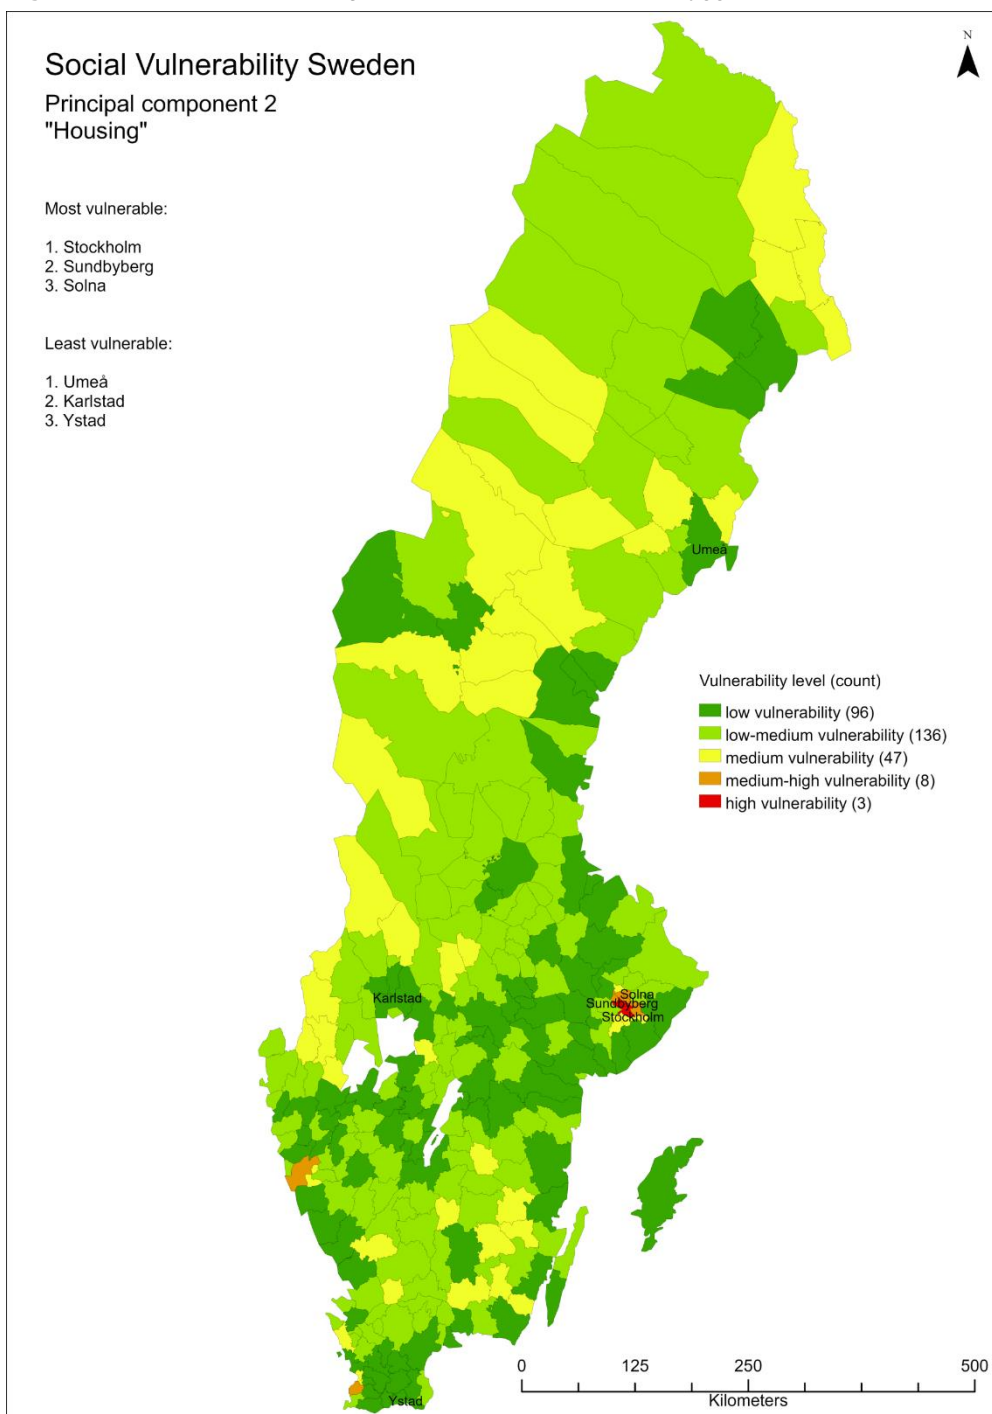 Social Vulnerability Sweden
Principal component 2
"Housing"
Most vulnerable:
1. Stockholm
2. Sundbyberg
3. Solna
Least vulnerable:
1. Umeå
2. Karlstad
3. Ystad
N
Umeå
Vulnerability level (count)
low vulnerability (96)
low-medium vulnerability (136)
medium vulnerability (47)
medium-high vulnerability (8)
high vulnerability (3)
Karlstad
Solna
Sundbyberg
Stockholm
Ystad
0 125 250 500
Kilometers